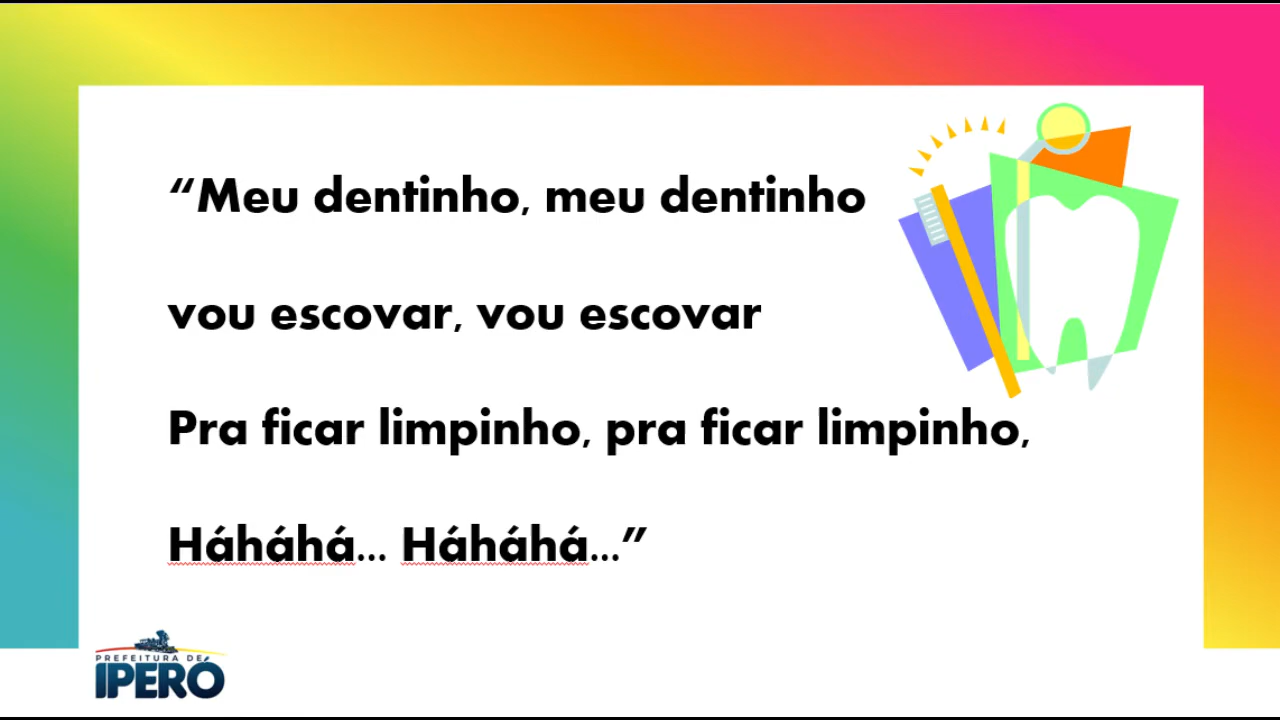 “Meu dentinho, meu dentinho
vou escovar, vou escovar
Pra ficar limpinho, pra ficar limpinho,
Háháhá... Háháhá...”
PREFEITURA DE
IPERÓ